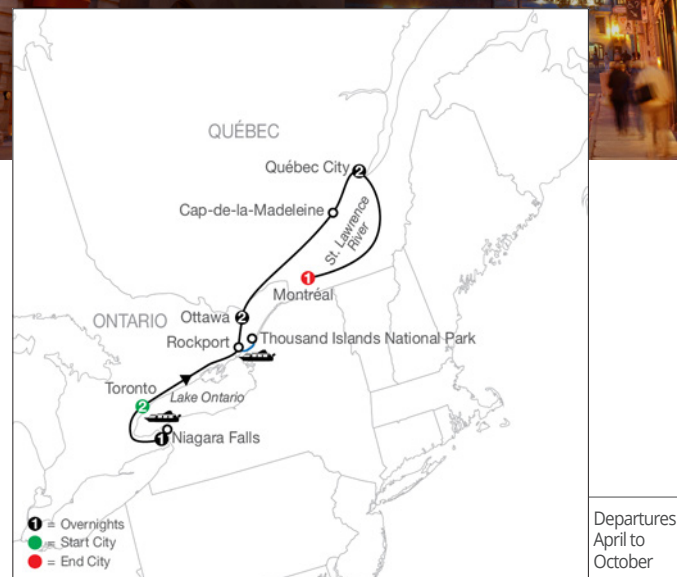 QUÉBEC
Québec City 2
Cap-de-la-Madeleine
St. Lawrence
River
1
Montréal
Ottawa 2
ONTARIO
Rockport
Thousand Islands National Park
Toronto
2
Lake Ontario
1 Niagara Falls
1 = Overnights
= Start City
= End City
Departures
April to
October